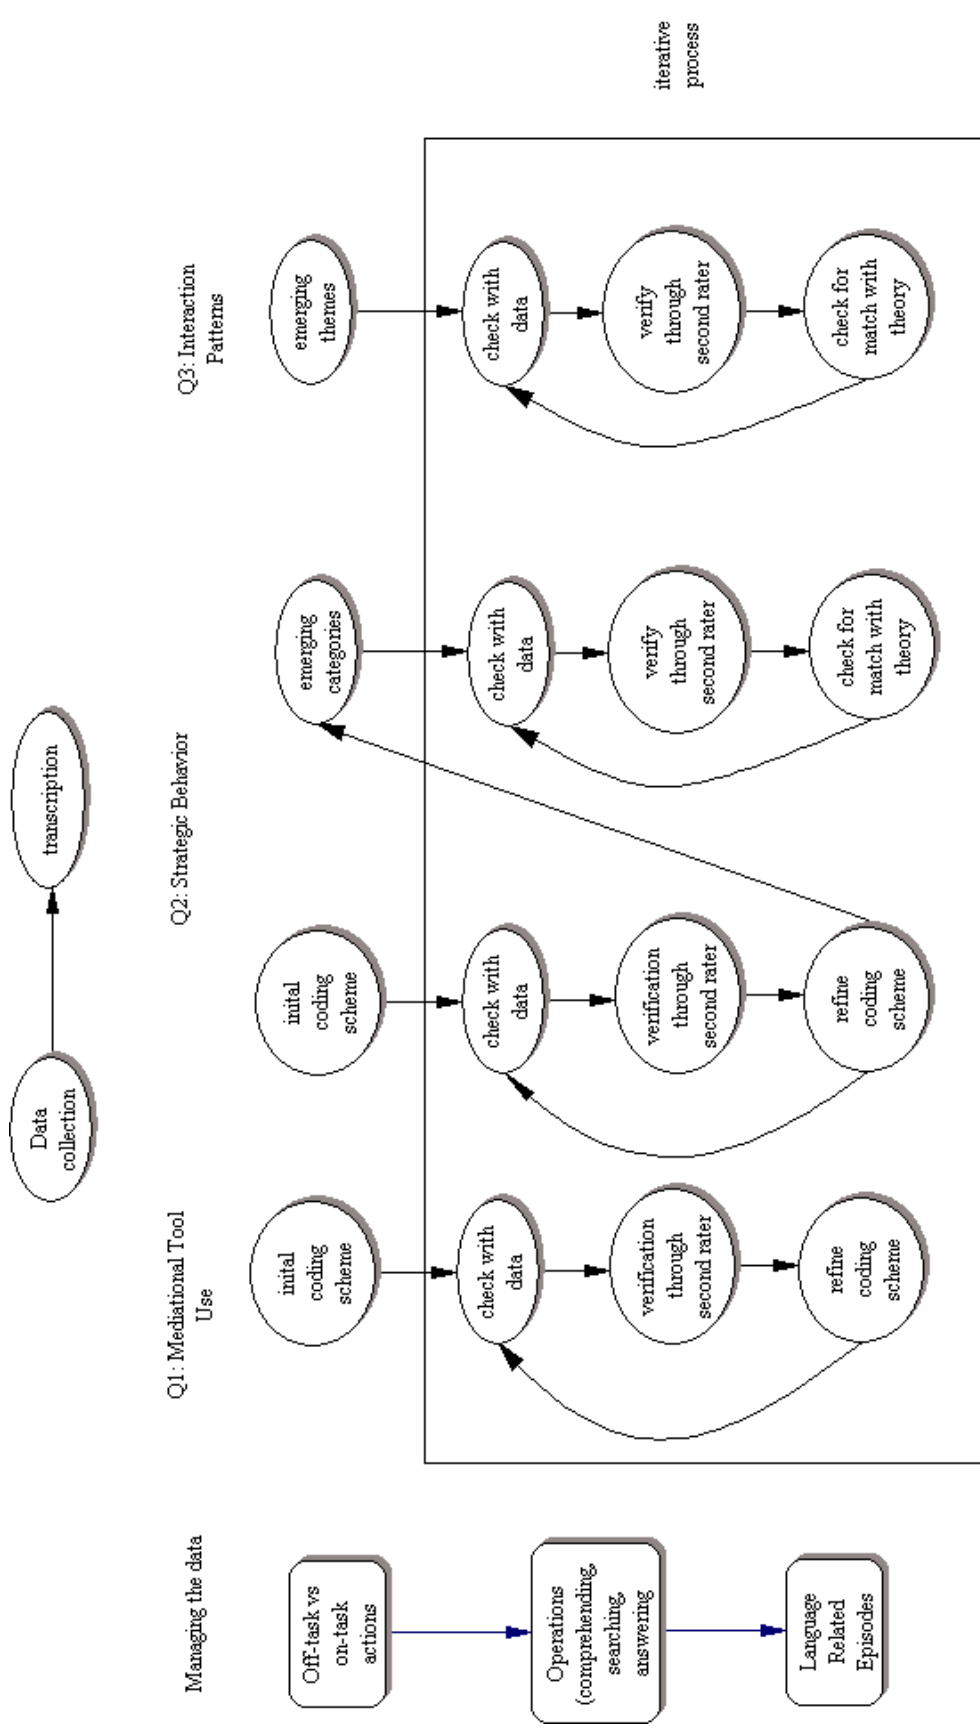 Data
collection
transcription
Managing the data
Off-task vs
on-task
actions
Operations
(comprehending,
searching,
answering
Language
Related
Episodes
Q1: Mediational Tool
Use
inital
coding
scheme
check with
data
verification
through
second rater
refine
coding
scheme
Q2: Strategic Behavior
inital
coding
scheme
check with
data
verification
through
second rater
refine
coding
scheme
emerging
categories
check with
data
verify
through
second rater
check for
match with
theory
Q3: Interaction
Patterns
emerging
themes
check with
data
verify
through
second rater
check for
match with
theory
iterative
process